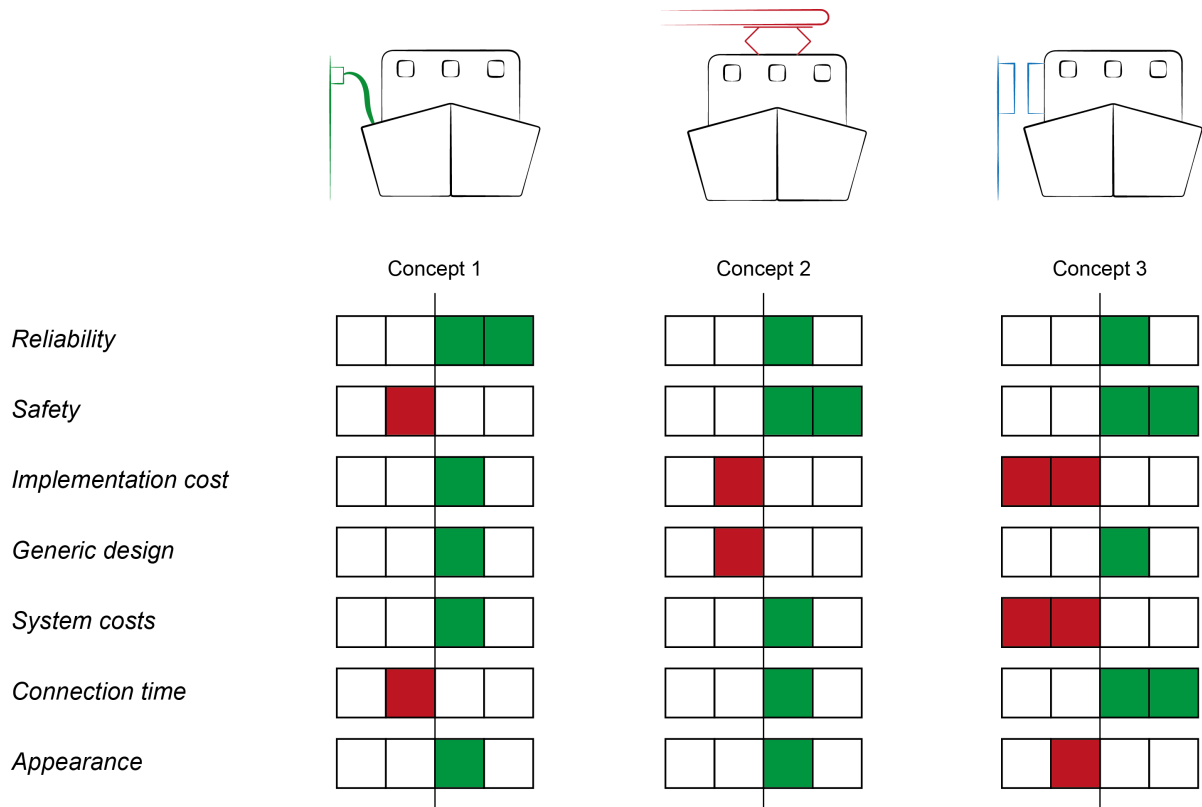 Concept 1
Concept 2
Concept 3
Reliability
Safety
Implementation cost
Generic design
System costs
Connection time
Appearance